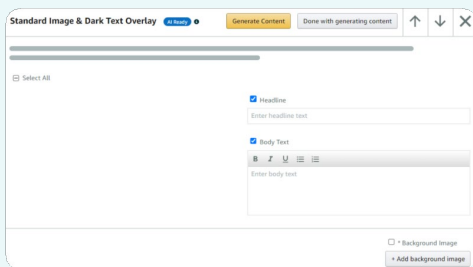 Standard Image & Dark Text Overlay AI Ready Generate Content Done with generating content
Select All
Headline
Enter headline text
Body Text
B I U
Enter body text
* Background Image
+ Add background image